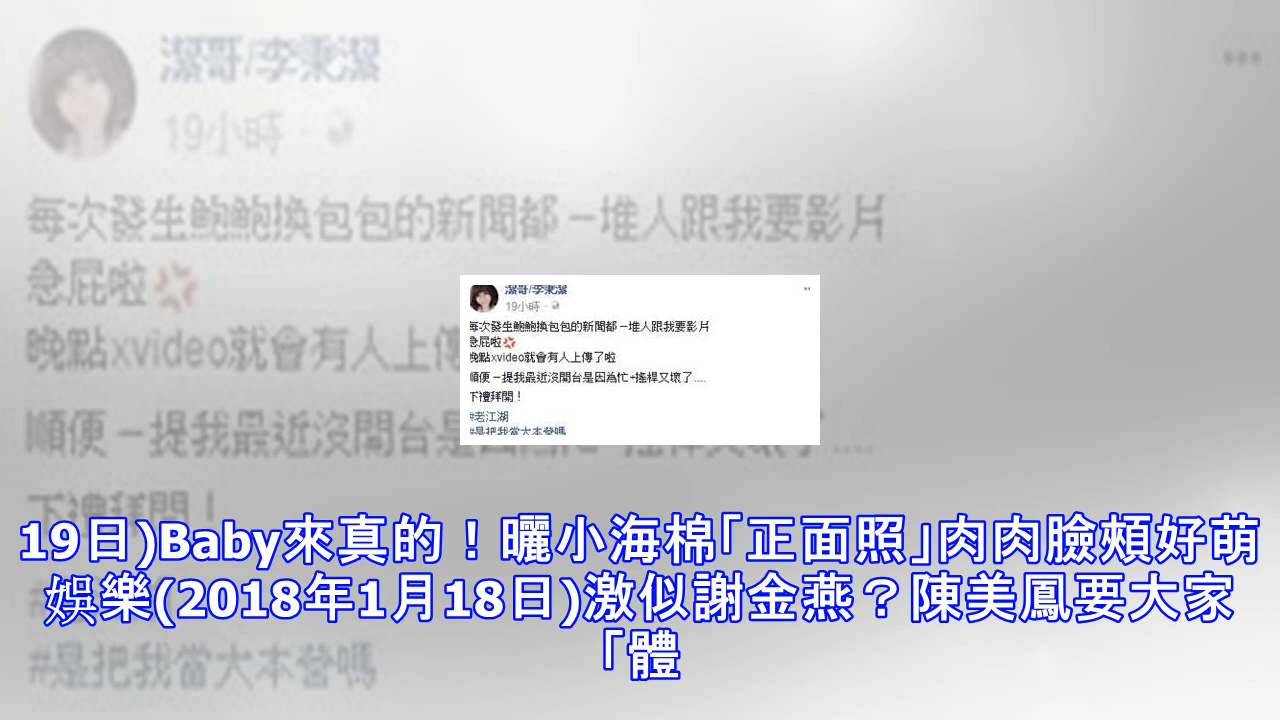 潔哥/李秉潔
19小時
每次發生鮑鮑換包包的新聞都一堆人跟我要影片
急屁啦
晚點xvideo就會有人上傳了啦
順便一提我最近沒開台是因為忙+搖桿又壞了....
下禮拜開！
#老江湖
#是把我當大本營嗎
19日)Baby來真的！曬小海棉「正面照」肉肉臉頰好萌
娛樂(2018年1月18日)激似謝金燕？陳美鳳要大家
「體